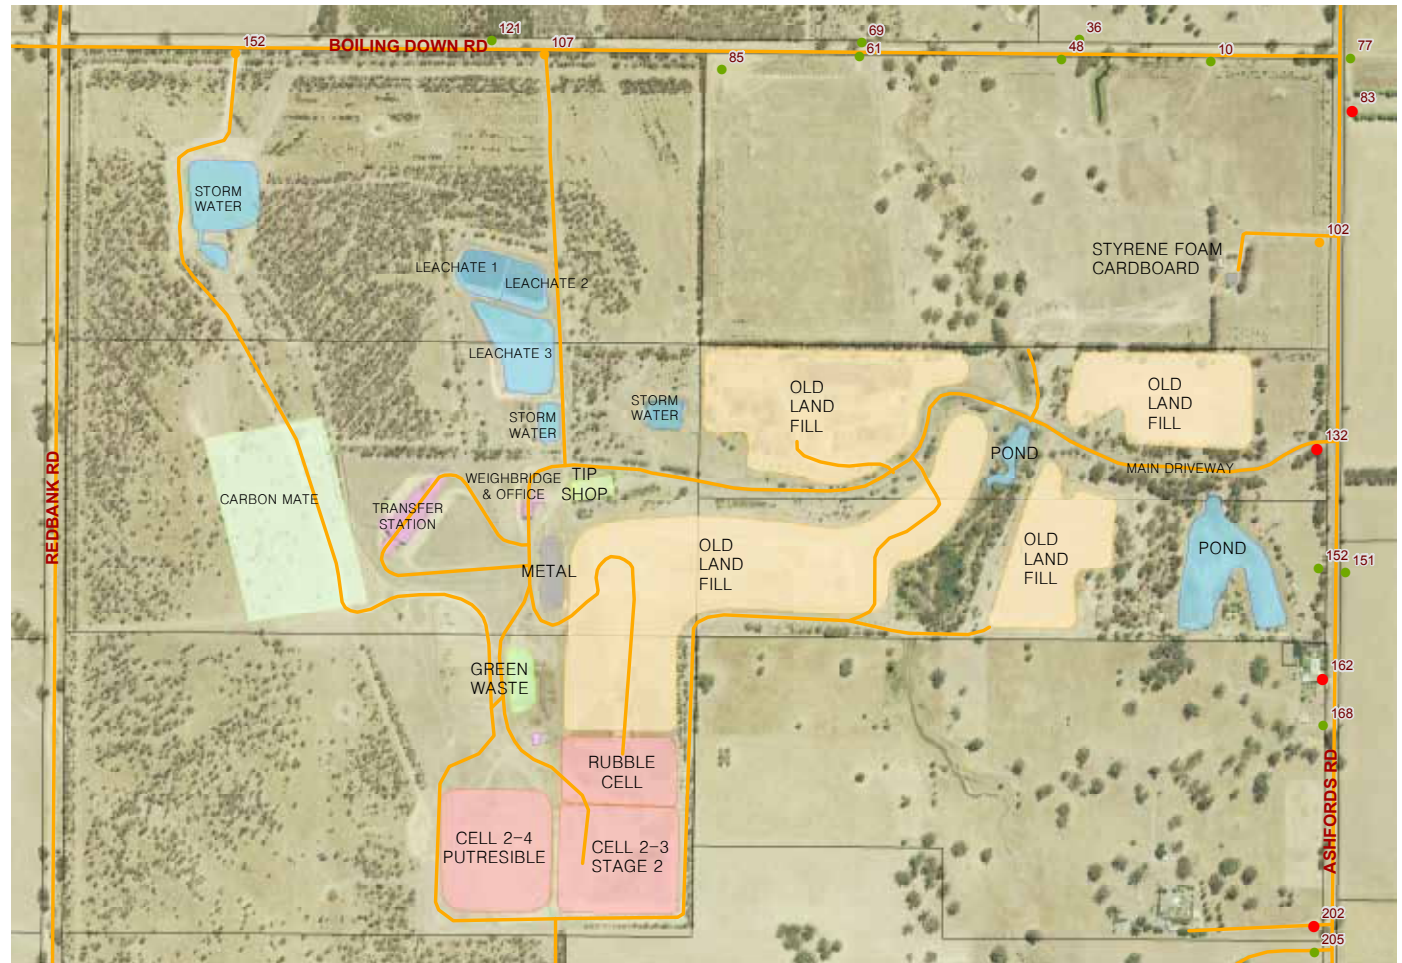 121
69
36
152
BOILING DOWN RD
107
61
48
10
77
85
83
STORM
WATER
102
STYRENE FOAM
CARDBOARD
LEACHATE 1
LEACHATE 2
LEACHATE 3
OLD
LAND
FILL
OLD
LAND
FILL
STORM
WATER
STORM
WATER
132
POND
MAIN DRIVEWAY
REDBANK RD
WEIGHBRIDGE
& OFFICE
TIP
SHOP
CARBON MATE
TRANSFER
STATION
OLD
LAND
FILL
OLD
LAND
FILL
POND
152
151
METAL
GREEN
WASTE
162
168
RUBBLE
CELL
ASHFORDS RD
CELL 2-4
PUTRESIBLE
CELL 2-3
STAGE 2
202
205